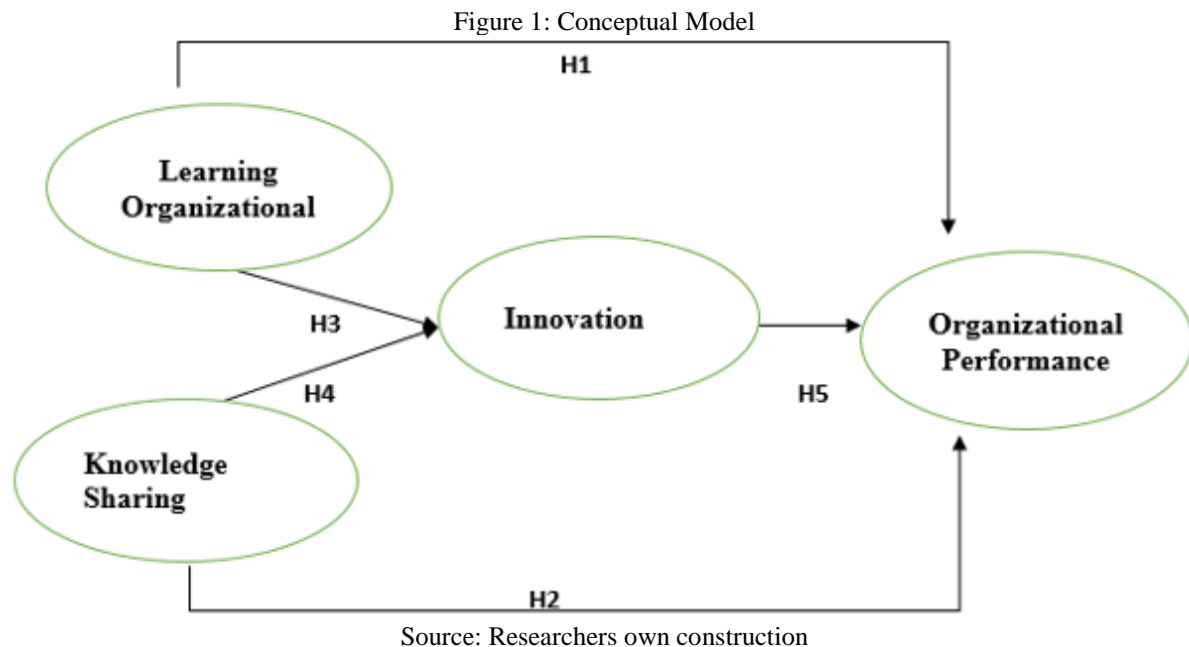 Figure 1: Conceptual Model
H1
Learning
Organizational
H3
Innovation
Organizational
Performance
H4
H5
Knowledge
Sharing
H2
Source: Researchers own construction